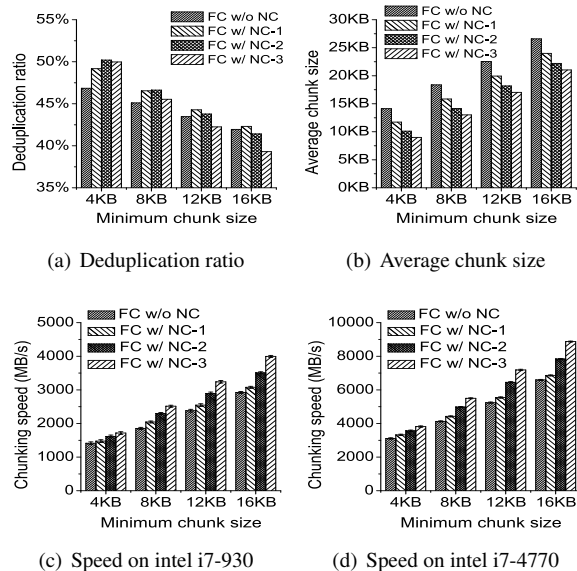 FC w/o NC
FC w/ NC-1
FC w/ NC-2
FC w/ NC-3
60%
55%
50%
45%
40%
35%
Deduplication ratio
4KB 8KB 12KB 16KB
Minimum chunk size
(a) Deduplication ratio
FC w/o NC
FC w/ NC-1
FC w/ NC-2
FC w/ NC-3
30KB
25KB
20KB
15KB
10KB
5KB
0KB
Average chunk size
4KB 8KB 12KB 16KB
Minimum chunk size
(b) Average chunk size
FC w/o NC
FC w/ NC-1
FC w/ NC-2
FC w/ NC-3
5000
4000
3000
2000
1000
0
Chunking speed (MB/s)
4KB 8KB 12KB 16KB
Minimum chunk size
(c) Speed on intel i7-930
FC w/o NC
FC w/ NC-1
FC w/ NC-2
FC w/ NC-3
10000
8000
6000
4000
2000
0
Chunking speed (MB/s)
4KB 8KB 12KB 16KB
Minimum chunk size
(d) Speed on intel i7-4770